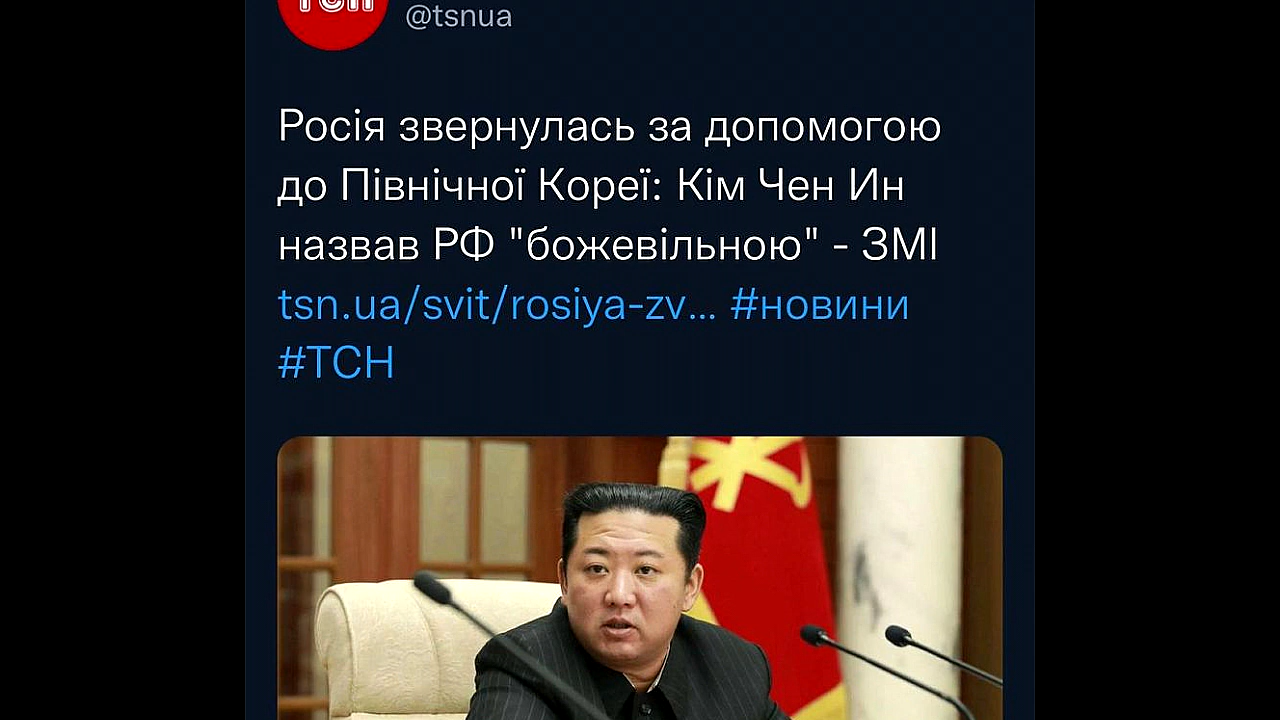 ТСН
@tsnua
Росія звернулась за допомогою
до Північної Кореї: Кім Чен Ин
назвав РФ "божевільною" - ЗМІ
tsn.ua/svit/rosiya-zv... #новини
#ТСН